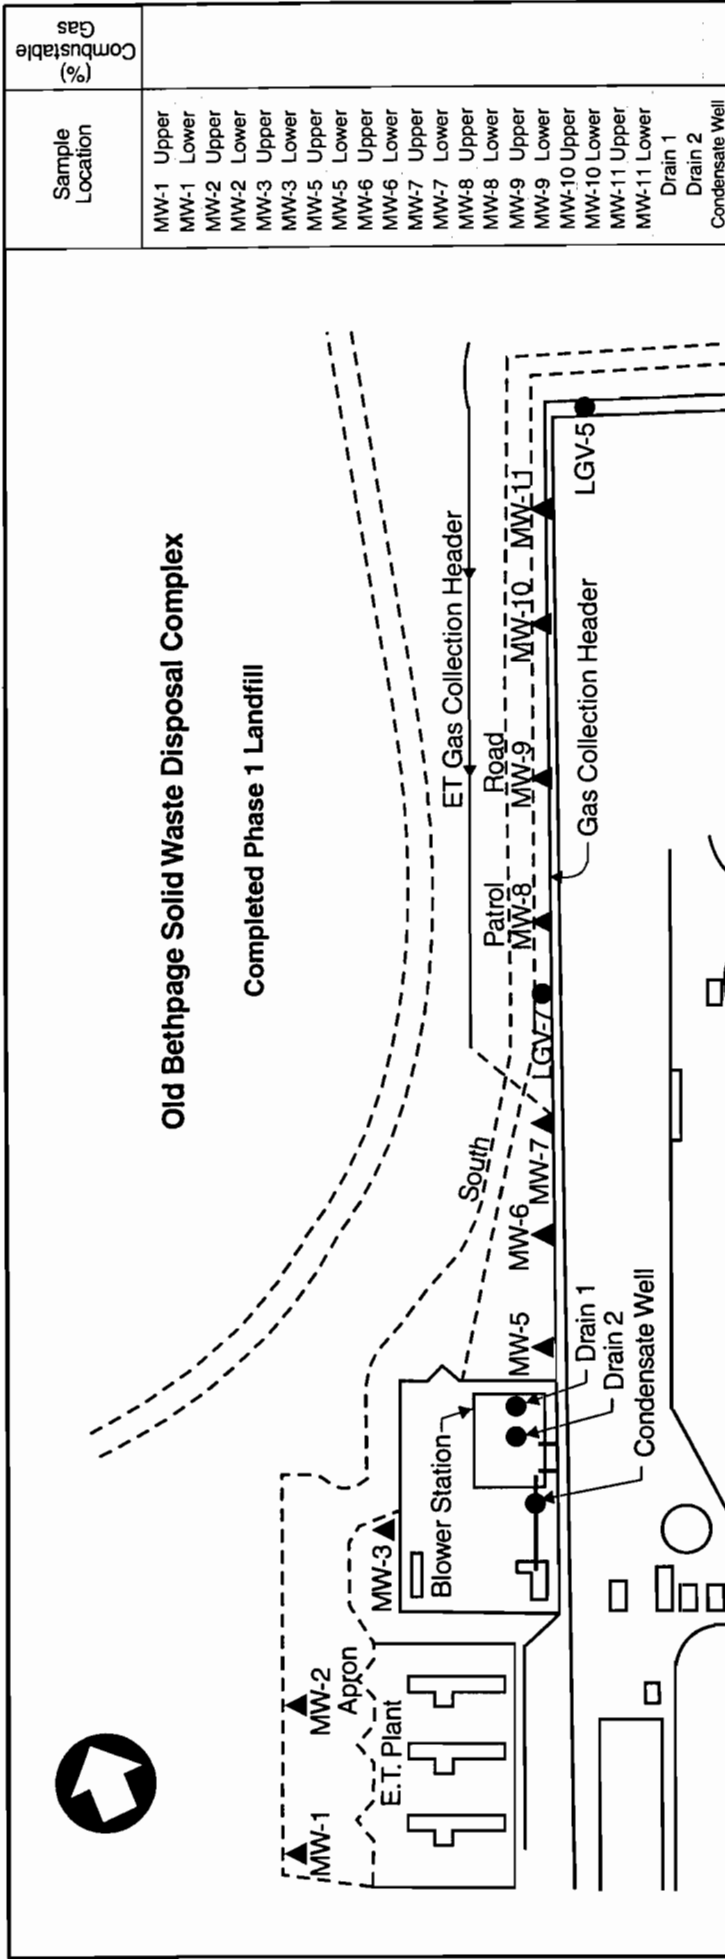 Old Bethpage Solid Waste Disposal Complex
Completed Phase 1 Landfill
MW-1
MW-2
Apron
E.T. Plant
MW-3
Blower Station
Drain 1
Drain 2
Condensate Well
MW-5
MW-6
MW-7
South
LGV-7
Patrol
MW-8
Road
MW-9
MW-10
MW-11
ET Gas Collection Header
Gas Collection Header
LGV-5
Sample
Location
(%)
Combustable
Gas
MW-1 Upper
MW-1 Lower
MW-2 Upper
MW-2 Lower
MW-3 Upper
MW-3 Lower
MW-5 Upper
MW-5 Lower
MW-6 Upper
MW-6 Lower
MW-7 Upper
MW-7 Lower
MW-8 Upper
MW-8 Lower
MW-9 Upper
MW-9 Lower
MW-10 Upper
MW-10 Lower
MW-11 Upper
MW-11 Lower
Drain 1
Drain 2
Condensate Well